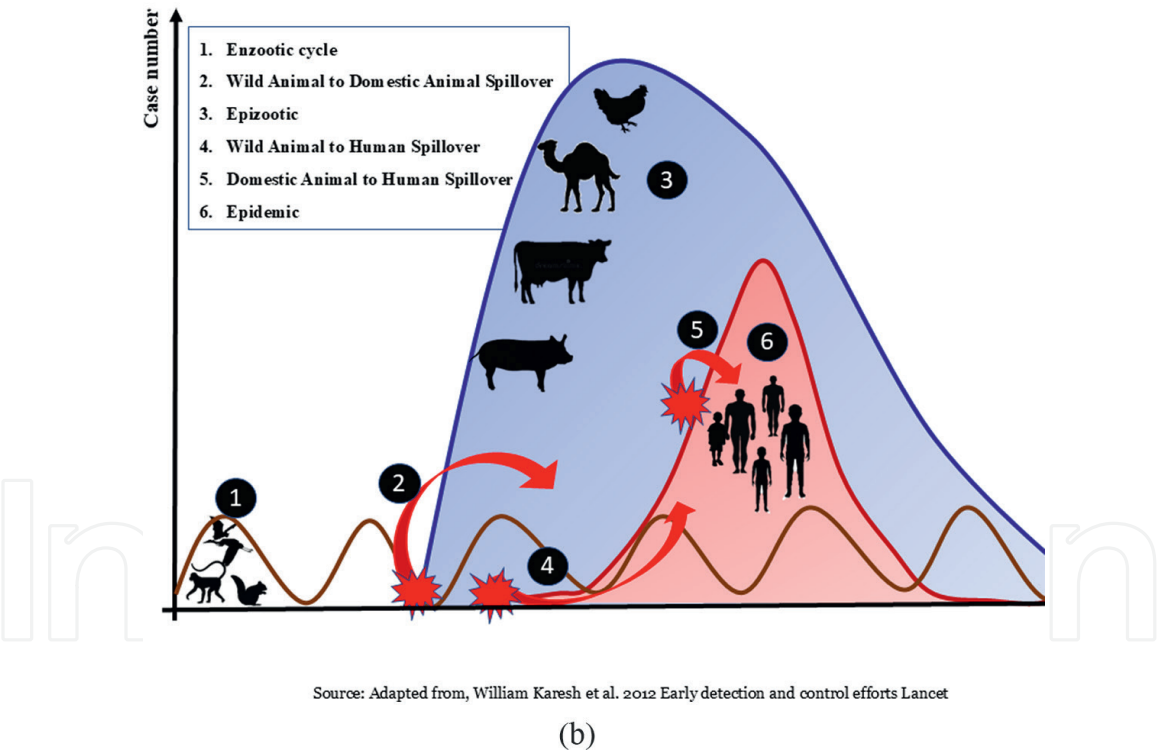 Case number
1. Enzootic cycle
2. Wild Animal to Domestic Animal Spillover
3. Epizootic
4. Wild Animal to Human Spillover
5. Domestic Animal to Human Spillover
6. Epidemic
3
5
6
2
1
4
In
n
Source: Adapted from, William Karesh et al. 2012 Early detection and control efforts Lancet
(b)